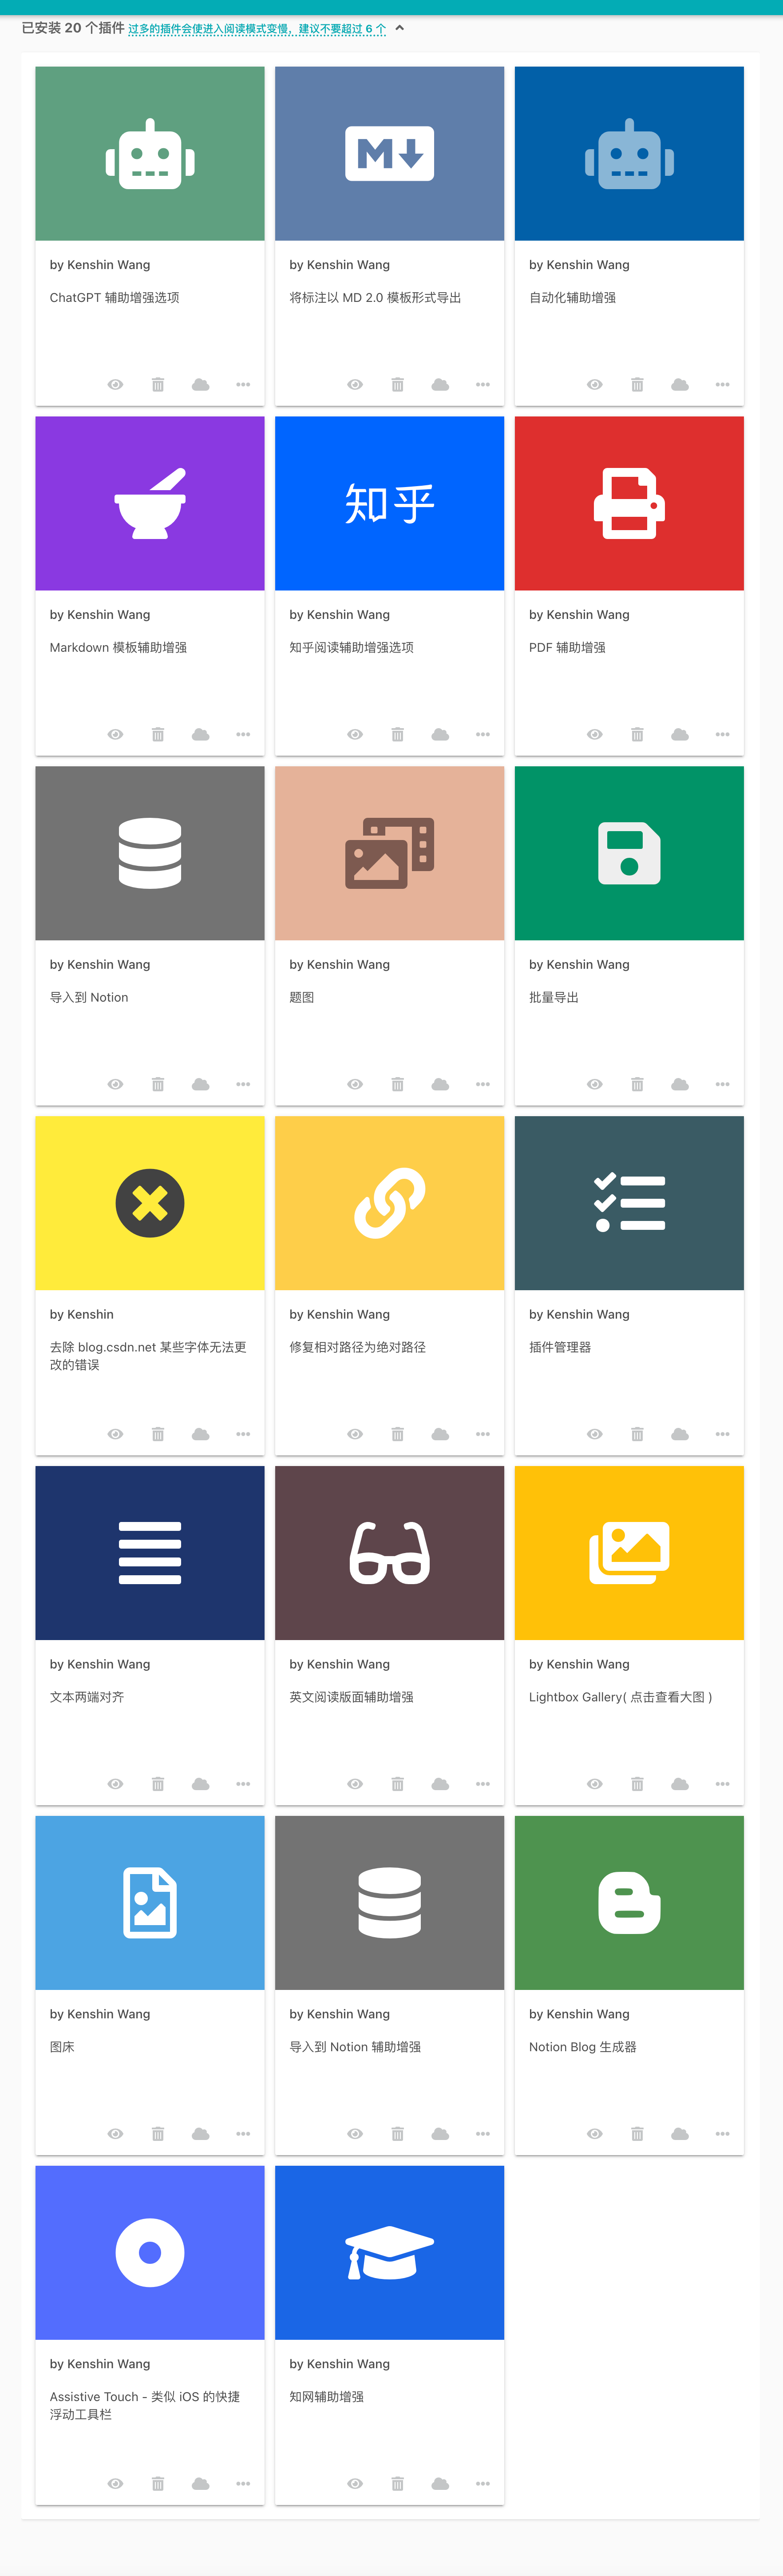 已安装 20 个插件 过多的插件会使进入阅读模式变慢，建议不要超过 6 个
M
by Kenshin Wang
ChatGPT 辅助增强选项
by Kenshin Wang
将标注以 MD 2.0 模板形式导出
by Kenshin Wang
自动化辅助增强
知乎
by Kenshin Wang
Markdown 模板辅助增强
by Kenshin Wang
知乎阅读辅助增强选项
by Kenshin Wang
PDF 辅助增强
by Kenshin Wang
导入到 Notion
by Kenshin Wang
题图
by Kenshin Wang
批量导出
by Kenshin
去除 blog.csdn.net 某些字体无法更
改的错误
by Kenshin Wang
修复相对路径为绝对路径
by Kenshin Wang
插件管理器
by Kenshin Wang
文本两端对齐
by Kenshin Wang
英文阅读版面辅助增强
by Kenshin Wang
Lightbox Gallery( 点击查看大图 )
by Kenshin Wang
图床
by Kenshin Wang
导入到 Notion 辅助增强
by Kenshin Wang
Notion Blog 生成器
by Kenshin Wang
Assistive Touch - 类似 iOS 的快捷
浮动工具栏
by Kenshin Wang
知网辅助增强